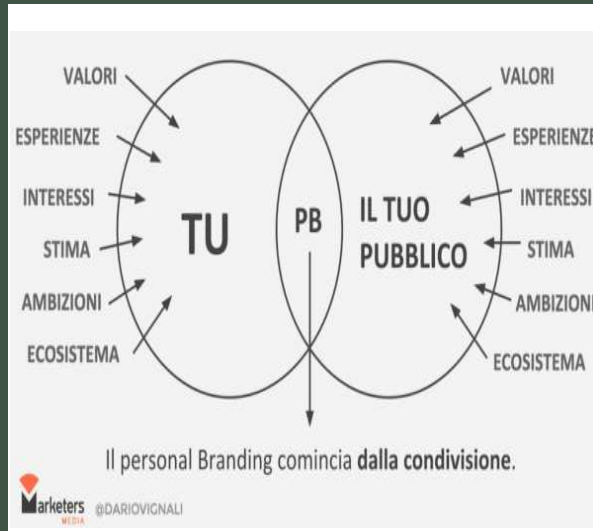 VALORI
ESPERIENZE
INTERESSI
STIMA
AMBIZIONI
ECOSISTEMA
TU
PB
IL TUO
PUBBLICO
VALORI
ESPERIENZE
INTERESSI
STIMA
AMBIZIONI
ECOSISTEMA
Il personal Branding comincia dalla condivisione.
Marketers
MEDIA
@DARIOVIGNALI